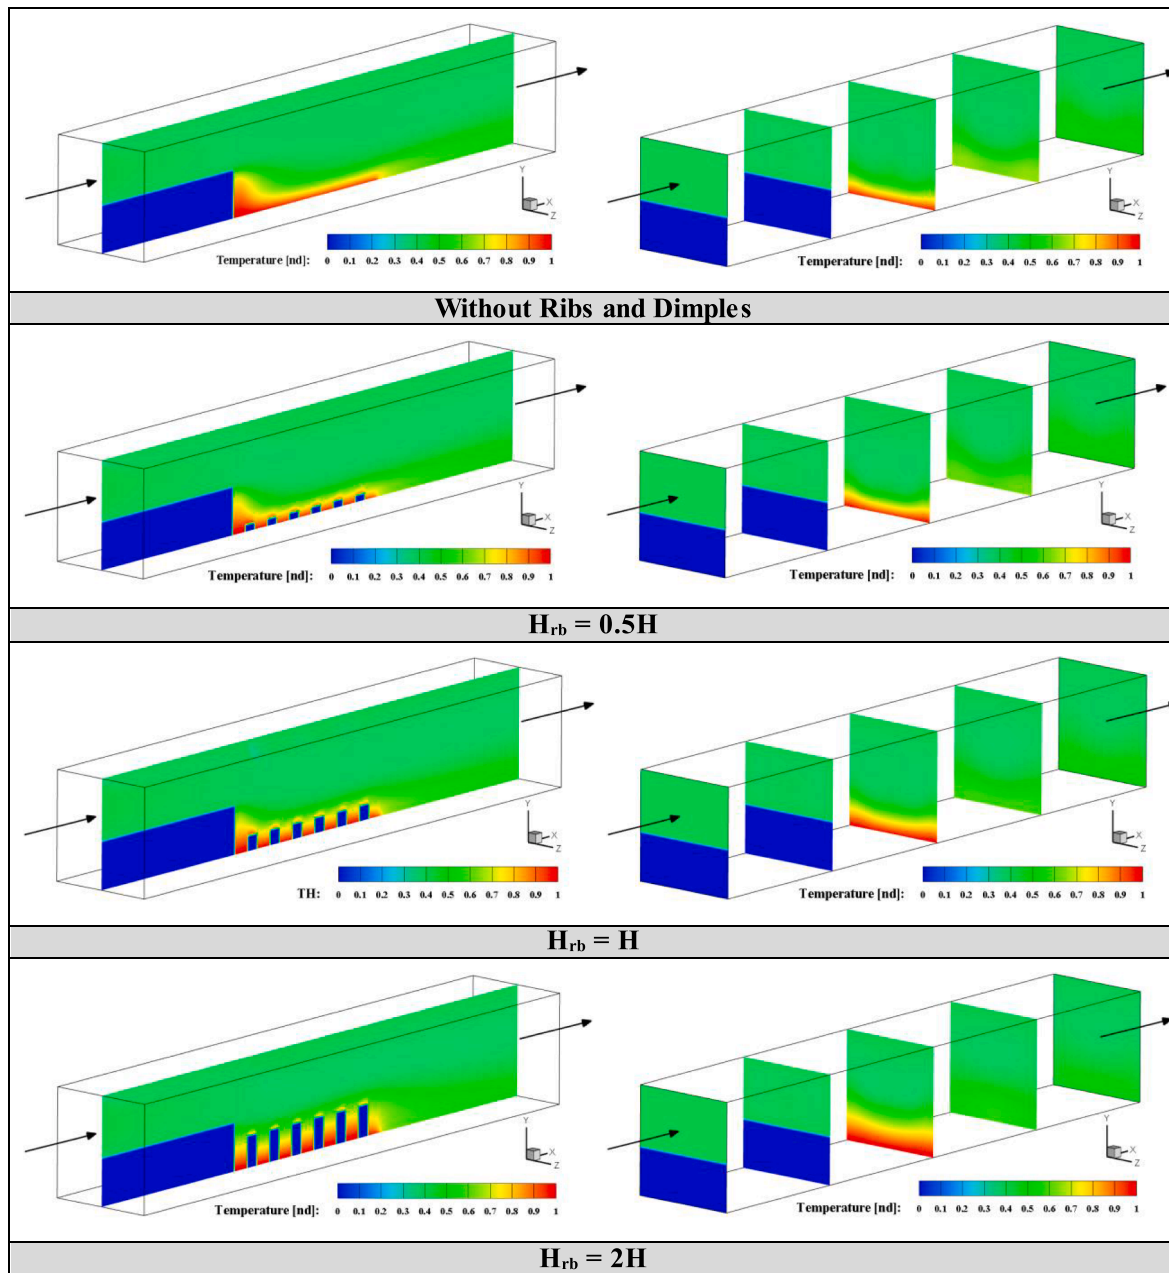 Y
X
Z
Temperature [nd]: 0 0.1 0.2 0.3 0.4 0.5 0.6 0.7 0.8 0.9 1
Y
X
Z
Temperature [nd]: 0 0.1 0.2 0.3 0.4 0.5 0.6 0.7 0.8 0.9 1
Without Ribs and Dimples
Y
X
Z
Temperature [nd]: 0 0.1 0.2 0.3 0.4 0.5 0.6 0.7 0.8 0.9 1
Y
X
Z
Temperature [nd]: 0 0.1 0.2 0.3 0.4 0.5 0.6 0.7 0.8 0.9 1
Hrb = 0.5H
Y
X
Z
TH: 0 0.1 0.2 0.3 0.4 0.5 0.6 0.7 0.8 0.9 1
Y
X
Z
Temperature [nd]: 0 0.1 0.2 0.3 0.4 0.5 0.6 0.7 0.8 0.9 1
Hrb = H
Y
X
Z
Temperature [nd]: 0 0.1 0.2 0.3 0.4 0.5 0.6 0.7 0.8 0.9 1
Y
X
Z
Temperature [nd]: 0 0.1 0.2 0.3 0.4 0.5 0.6 0.7 0.8 0.9 1
Hrb = 2H